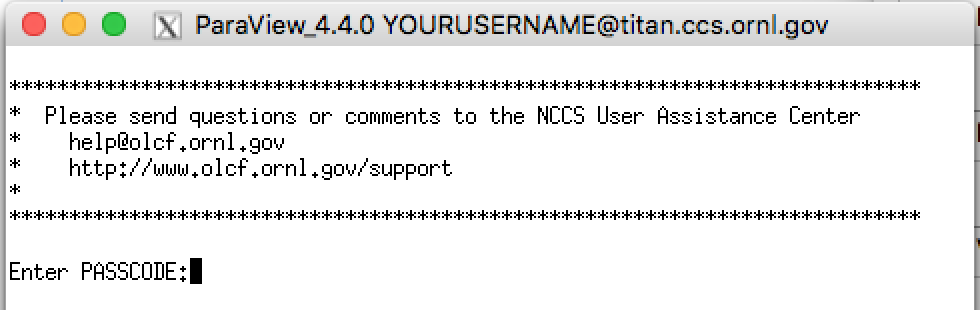 ParaView_4.4.0 YOURUSERNAME@titan.ccs.ornl.gov
****************************************************************************
*  Please send questions or comments to the NCCS User Assistance Center
*    help@olcf.ornl.gov
*    http://www.olcf.ornl.gov/support
*
****************************************************************************
Enter PASSCODE: